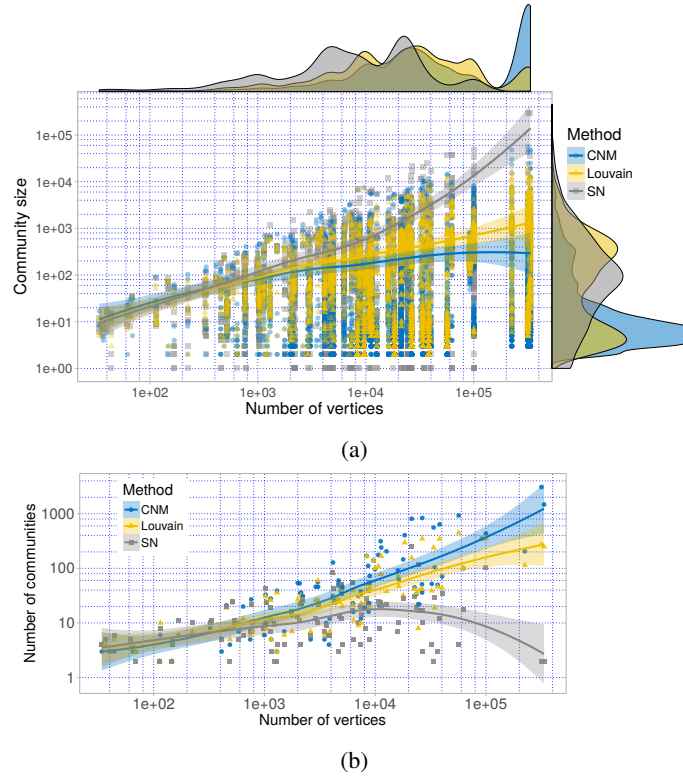 1e+05
1e+04
1e+03
1e+02
1e+01
1e+00
Community size
1e+02 1e+03 1e+04 1e+05
Number of vertices
Method
CNM
Louvain
SN
(a)
1000
100
10
1
Number of communities
Method
CNM
Louvain
SN
1e+02 1e+03 1e+04 1e+05
Number of vertices
(b)